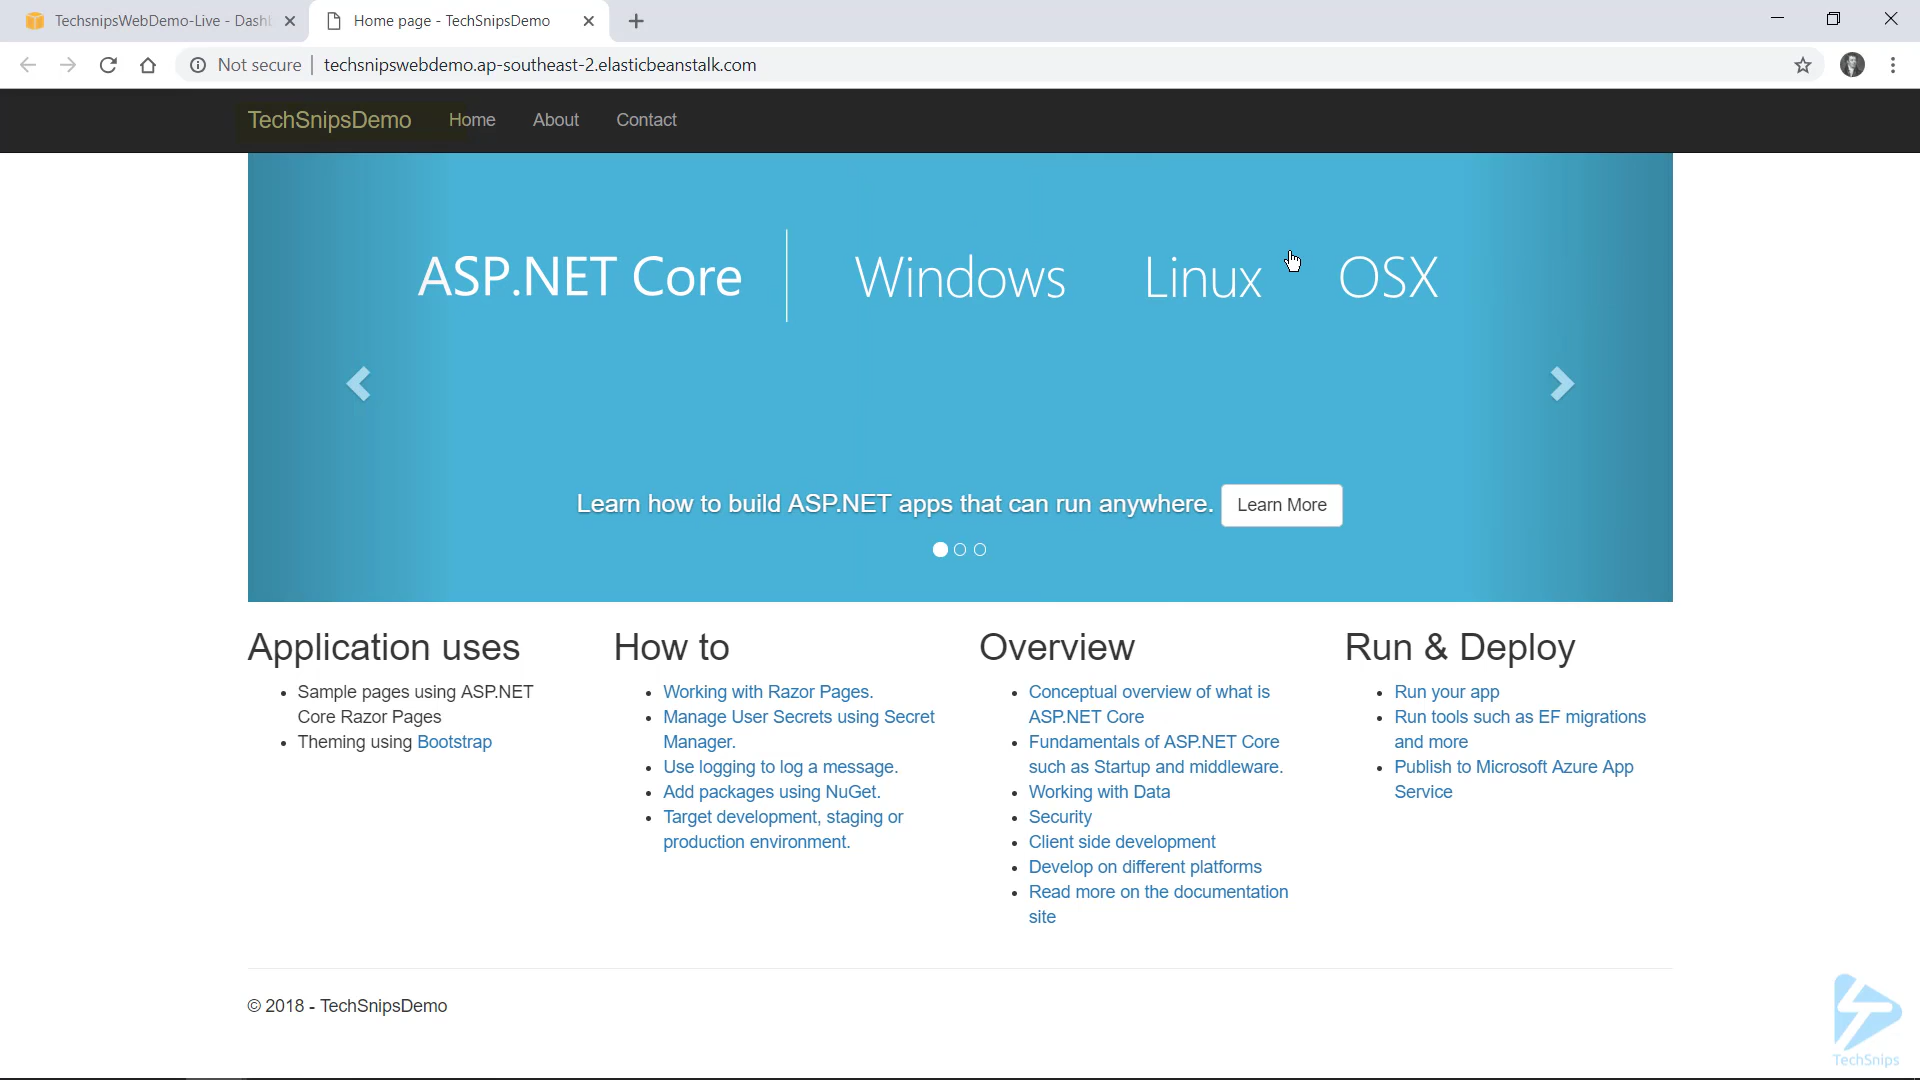 TechsnipsWebDemo-Live - Dash
Home page - TechSnipsDemo
Not secure
techsnipswebdemo.ap-southeast-2.elasticbeanstalk.com
TechSnipsDemo
Home
About
Contact
ASP.NET Core
Windows
Linux
OSX
Learn how to build ASP.NET apps that can run anywhere.
Learn More
Application uses
Sample pages using ASP.NET
Core Razor Pages
Theming using Bootstrap
How to
Working with Razor Pages.
Manage User Secrets using Secret
Manager.
Use logging to log a message.
Add packages using NuGet.
Target development, staging or
production environment.
Overview
Conceptual overview of what is
ASP.NET Core
Fundamentals of ASP.NET Core
such as Startup and middleware.
Working with Data
Security
Client side development
Develop on different platforms
Read more on the documentation
site
Run & Deploy
Run your app
Run tools such as EF migrations
and more
Publish to Microsoft Azure App
Service
© 2018 - TechSnipsDemo
TechSnips